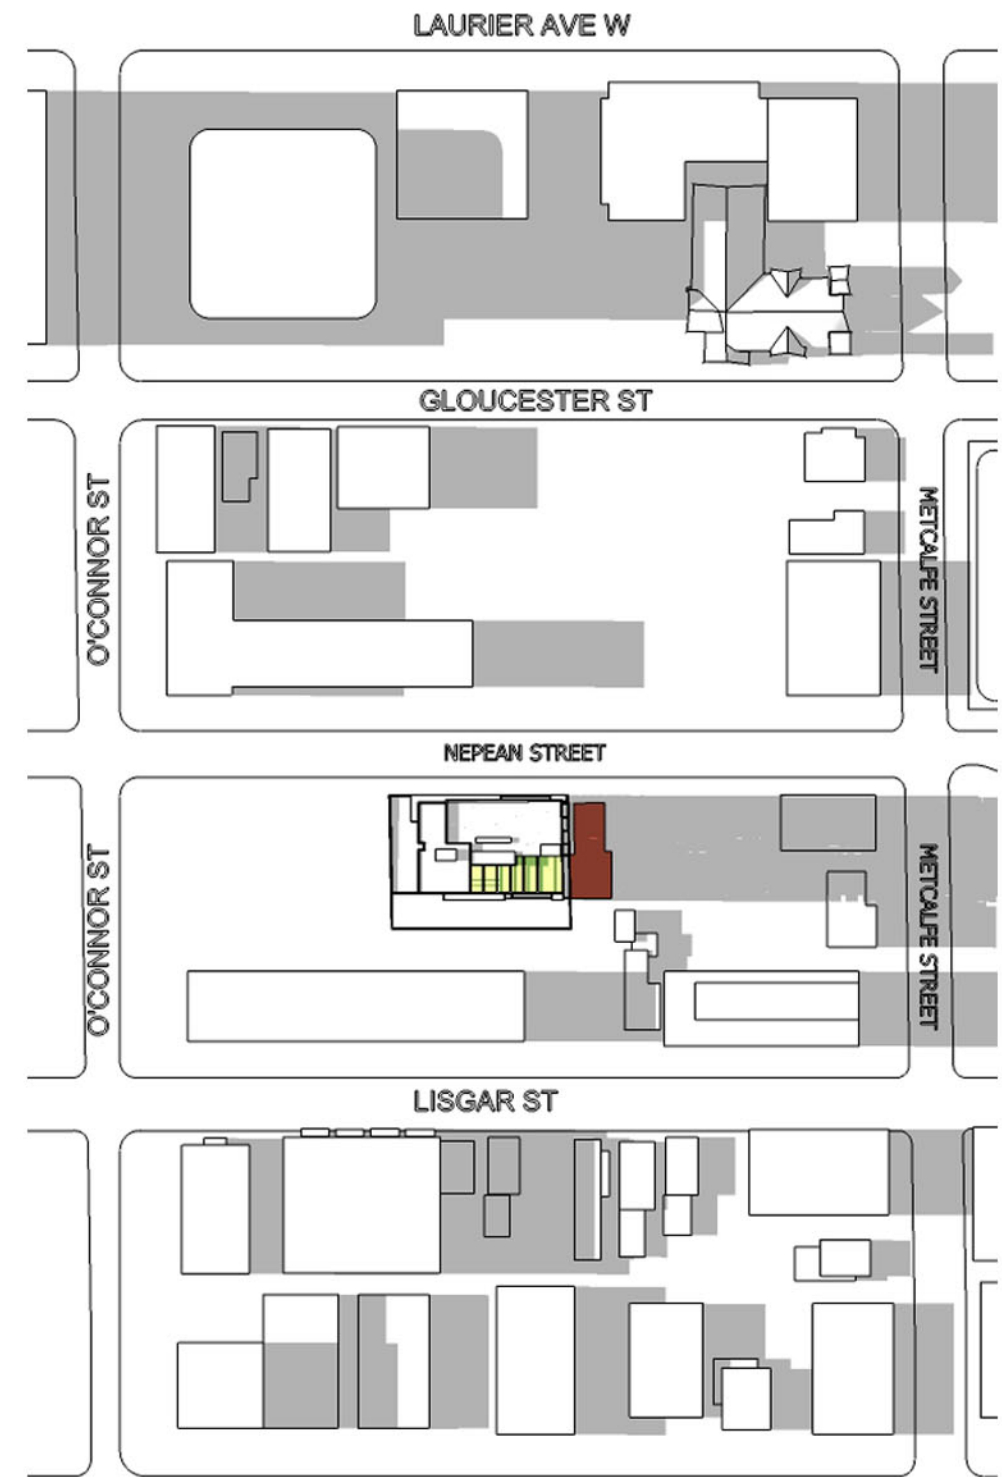 LAURIER AVE W
GLOUCESTER ST
O'CONNOR ST
METCALFE STREET
NEPEAN STREET
O'CONNOR ST
METCALFE STREET
LISGAR ST